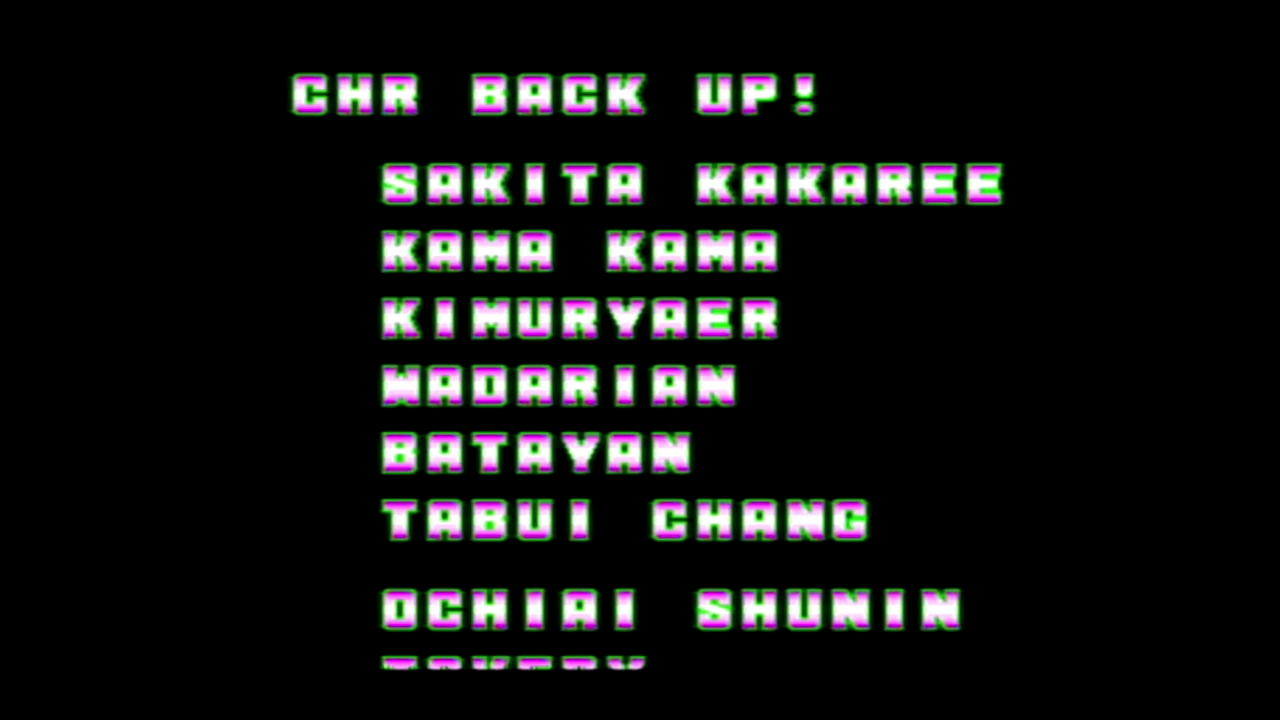 CHR BACK UP!
SAKITA KAKAREE
KAMA KAMA
KIMURYAER
WADARIAN
BATAYAN
TABUI CHANG
OCHIAI SHUNIN